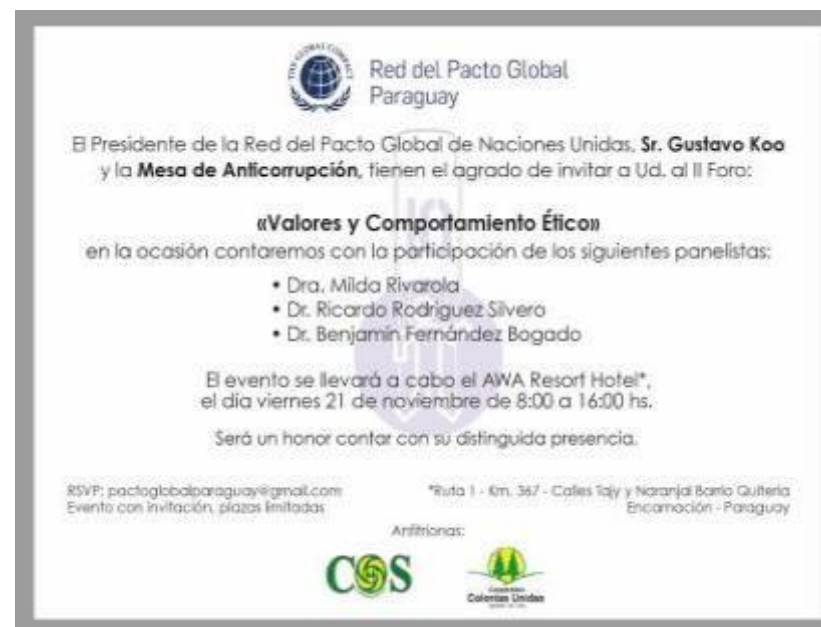 THE GLOBAL COMPACT
Red del Pacto Global
Paraguay
El Presidente de la Red del Pacto Global de Naciones Unidas, Sr. Gustavo Koo
y la Mesa de Anticorrupción, tienen el agrado de invitar a Ud. al II Foro:
«Valores y Comportamiento Ético»
en la ocasión contaremos con la participación de los siguientes panelistas:
• Dra. Milda Rivarola
• Dr. Ricardo Rodriguez Silvero
• Dr. Benjamín Fernández Bogado
El evento se llevará a cabo el AWA Resort Hotel*,
el día viernes 21 de noviembre de 8:00 a 16:00 hs.
Será un honor contar con su distinguida presencia.
RSVP: pactoglobalparaguay@gmail.com
Evento con invitación, plazas limitadas
*Ruta 1 - Km. 367 - Calles Tajy y Naranjal Barrio Quiteria
Encarnación - Paraguay
Anfitrionas:
COS
Colonias Unidas